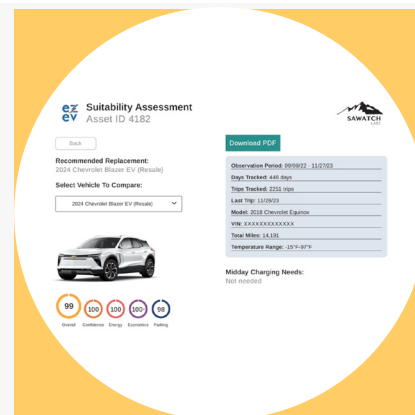 ez
ev
Suitability Assessment
Asset ID 4182
SAWATCH
LABS
Back
Download PDF
Recommended Replacement:
2024 Chevrolet Blazer EV (Resale)
Select Vehicle To Compare:
2024 Chevrolet Blazer EV (Resale)
Observation Period: 09/09/22 - 11/27/23
Days Tracked: 446 days
Trips Tracked: 2251 trips
Last Trip: 11/29/23
Model: 2018 Chevrolet Equinox
VIN: XXXXXXXXXXXXX
Total Miles: 14,191
Temperature Range: -15°F-97°F
Midday Charging Needs:
Not needed
99
100
100
100
98
Overall
Confidence
Energy
Economics
Parking